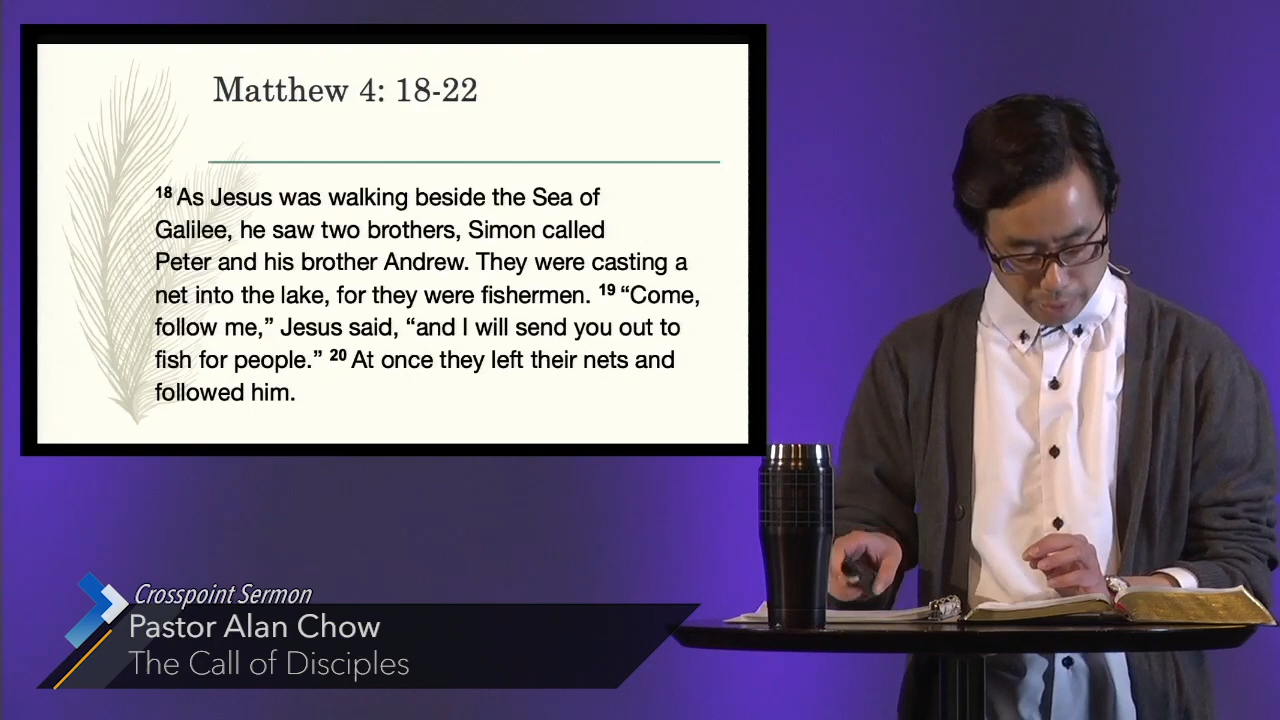 Matthew 4: 18-22
18 As Jesus was walking beside the Sea of
Galilee, he saw two brothers, Simon called
Peter and his brother Andrew. They were casting a
net into the lake, for they were fishermen. 19 “Come,
follow me,” Jesus said, “and I will send you out to
fish for people.” 20 At once they left their nets and
followed him.
Crosspoint Sermon
Pastor Alan Chow
The Call of Disciples